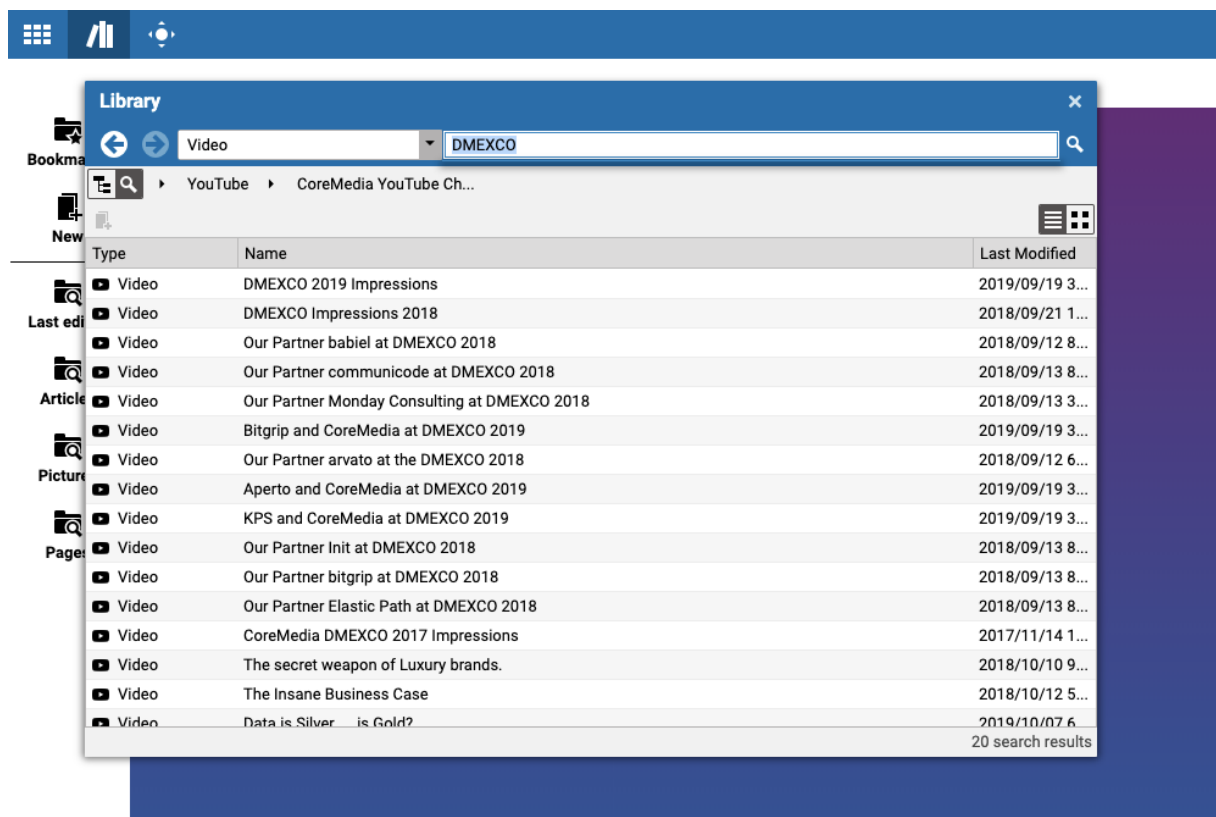 Library
Video DMEXCO
Bookma
YouTube CoreMedia YouTube Ch...
New
Type Name Last Modified
Video DMEXCO 2019 Impressions 2019/09/19 3...
Video DMEXCO Impressions 2018 2018/09/21 1...
Last edi
Video Our Partner babiel at DMEXCO 2018 2018/09/12 8...
Video Our Partner communicode at DMEXCO 2018 2018/09/13 8...
Article
Video Our Partner Monday Consulting at DMEXCO 2018 2018/09/13 3...
Video Bitgrip and CoreMedia at DMEXCO 2019 2019/09/19 3...
Video Our Partner arvato at the DMEXCO 2018 2018/09/12 6...
Picture
Video Aperto and CoreMedia at DMEXCO 2019 2019/09/19 3...
Video KPS and CoreMedia at DMEXCO 2019 2019/09/19 3...
Video Our Partner Init at DMEXCO 2018 2018/09/13 8...
Pages
Video Our Partner bitgrip at DMEXCO 2018 2018/09/13 8...
Video Our Partner Elastic Path at DMEXCO 2018 2018/09/13 8...
Video CoreMedia DMEXCO 2017 Impressions 2017/11/14 1...
Video The secret weapon of Luxury brands. 2018/10/10 9...
Video The Insane Business Case 2018/10/12 5...
Video Data is Silver ... is Gold? 2019/10/07 6
20 search results